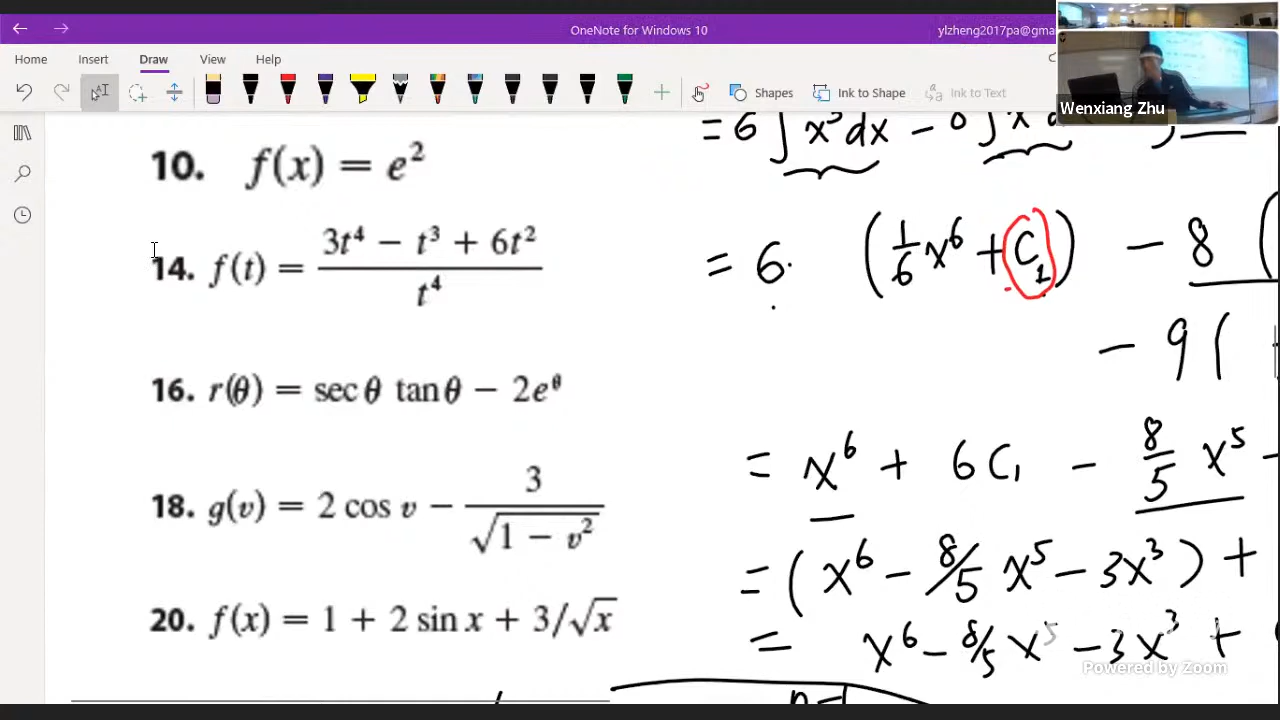 OneNote for Windows 10
ylzheng2017pa@gma
Home Insert Draw View Help
Shapes Ink to Shape Ink to Text
Wenxiang Zhu
10. f(x) = e²
14. f(t) = (3t⁴ − t³ + 6t²) / t⁴
16. r(θ) = sec θ tan θ − 2e^θ
18. g(v) = 2 cos v − 3 / √(1 − v²)
20. f(x) = 1 + 2 sin x + 3/√x
= 6 ∫ x⁵ dx −
= 6 · (1/6 x⁶ + C₁) − 8 (
− 9 (
= x⁶ + 6C₁ − 8/5 x⁵ −
= (x⁶ − 8/5 x⁵ − 3x³) +
= x⁶ − 8/5 x⁵ − 3x³ +
Powered by Zoom